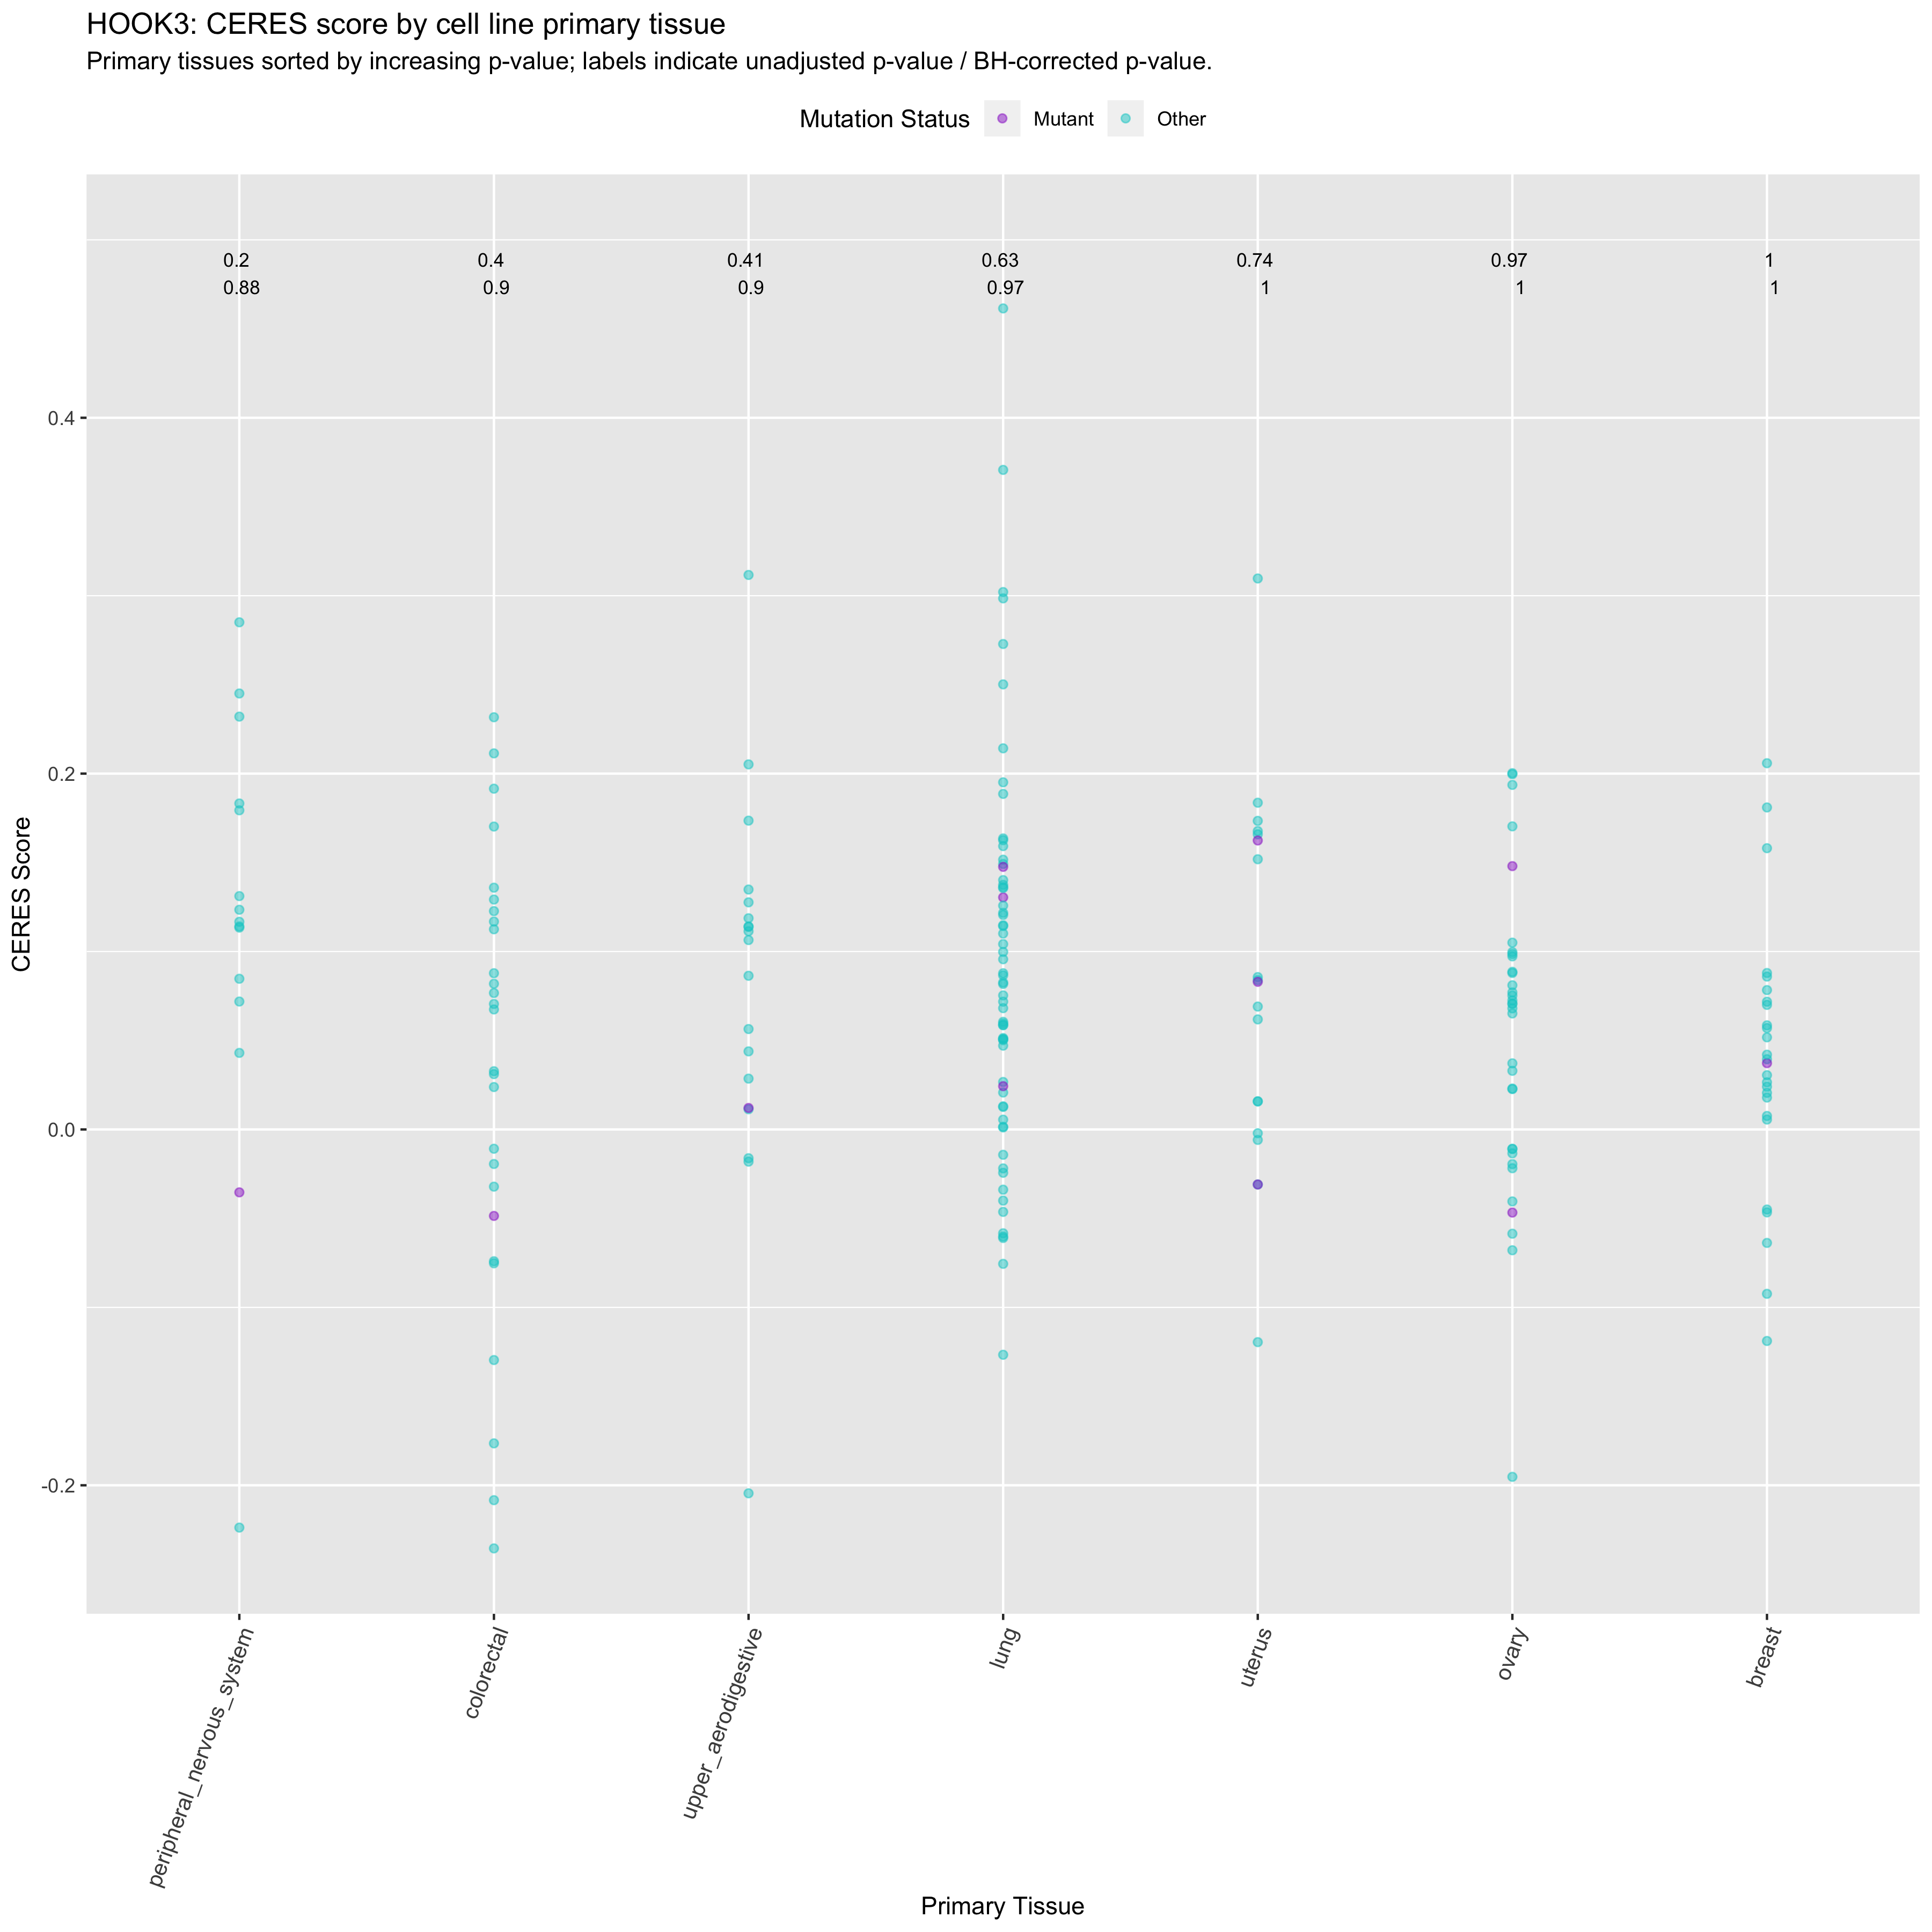 HOOK3: CERES score by cell line primary tissue
Primary tissues sorted by increasing p-value; labels indicate unadjusted p-value / BH-corrected p-value.
Mutation Status Mutant Other
0.2 0.4 0.41 0.63 0.74 0.97 1
0.88 0.9 0.9 0.97 1 1 1
0.4
0.2
0.0
-0.2
CERES Score
peripheral_nervous_system
colorectal
upper_aerodigestive
lung
uterus
ovary
breast
Primary Tissue